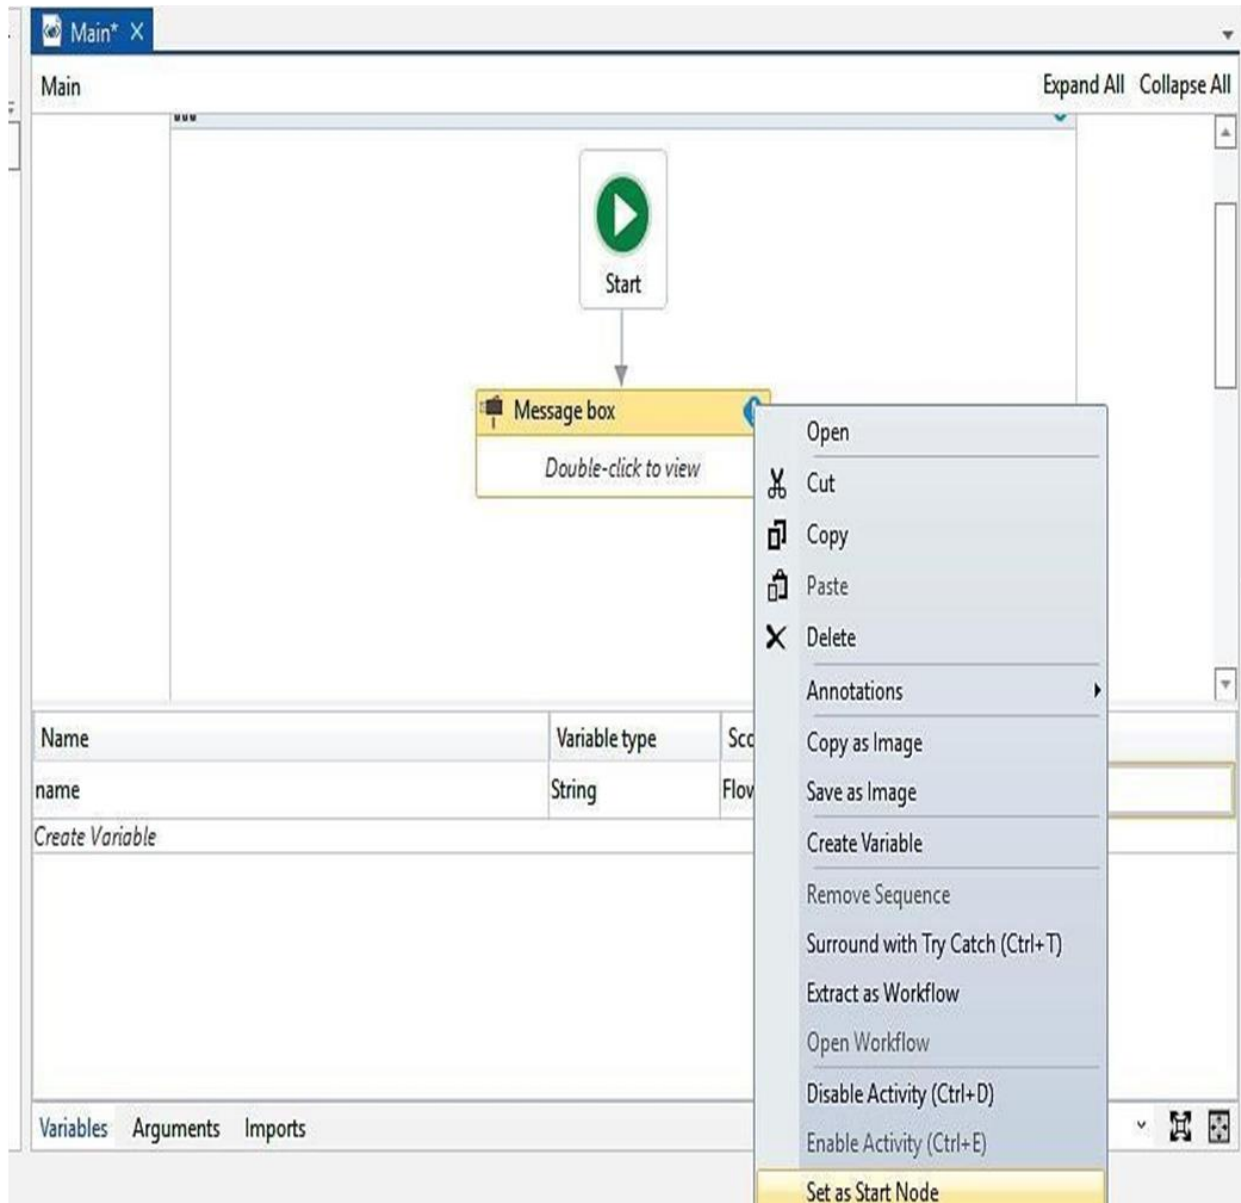 Main*
Main Expand All Collapse All
Start
Message box
Double-click to view
Open
Cut
Copy
Paste
Delete
Annotations
Copy as Image
Save as Image
Create Variable
Remove Sequence
Surround with Try Catch (Ctrl+T)
Extract as Workflow
Open Workflow
Disable Activity (Ctrl+D)
Enable Activity (Ctrl+E)
Set as Start Node
Name Variable type
name String
Create Variable
Variables Arguments Imports